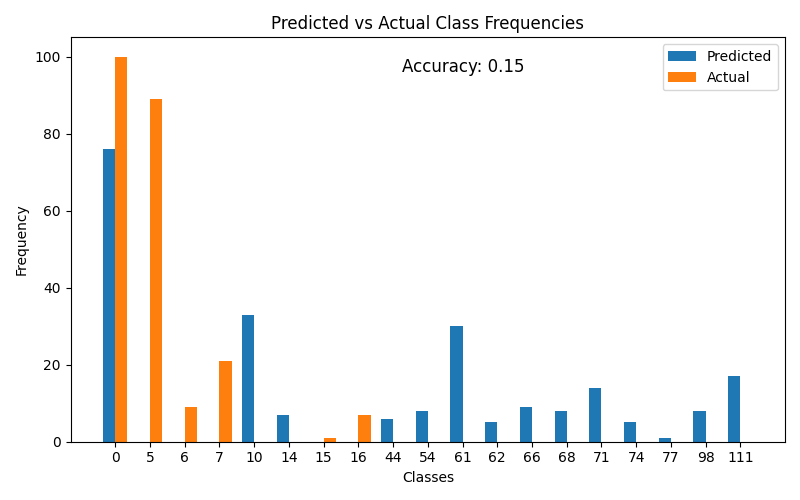 Predicted vs Actual Class Frequencies
Accuracy: 0.15
Predicted
Actual
Frequency
100
80
60
40
20
0
0 5 6 7 10 14 15 16 44 54 61 62 66 68 71 74 77 98 111
Classes